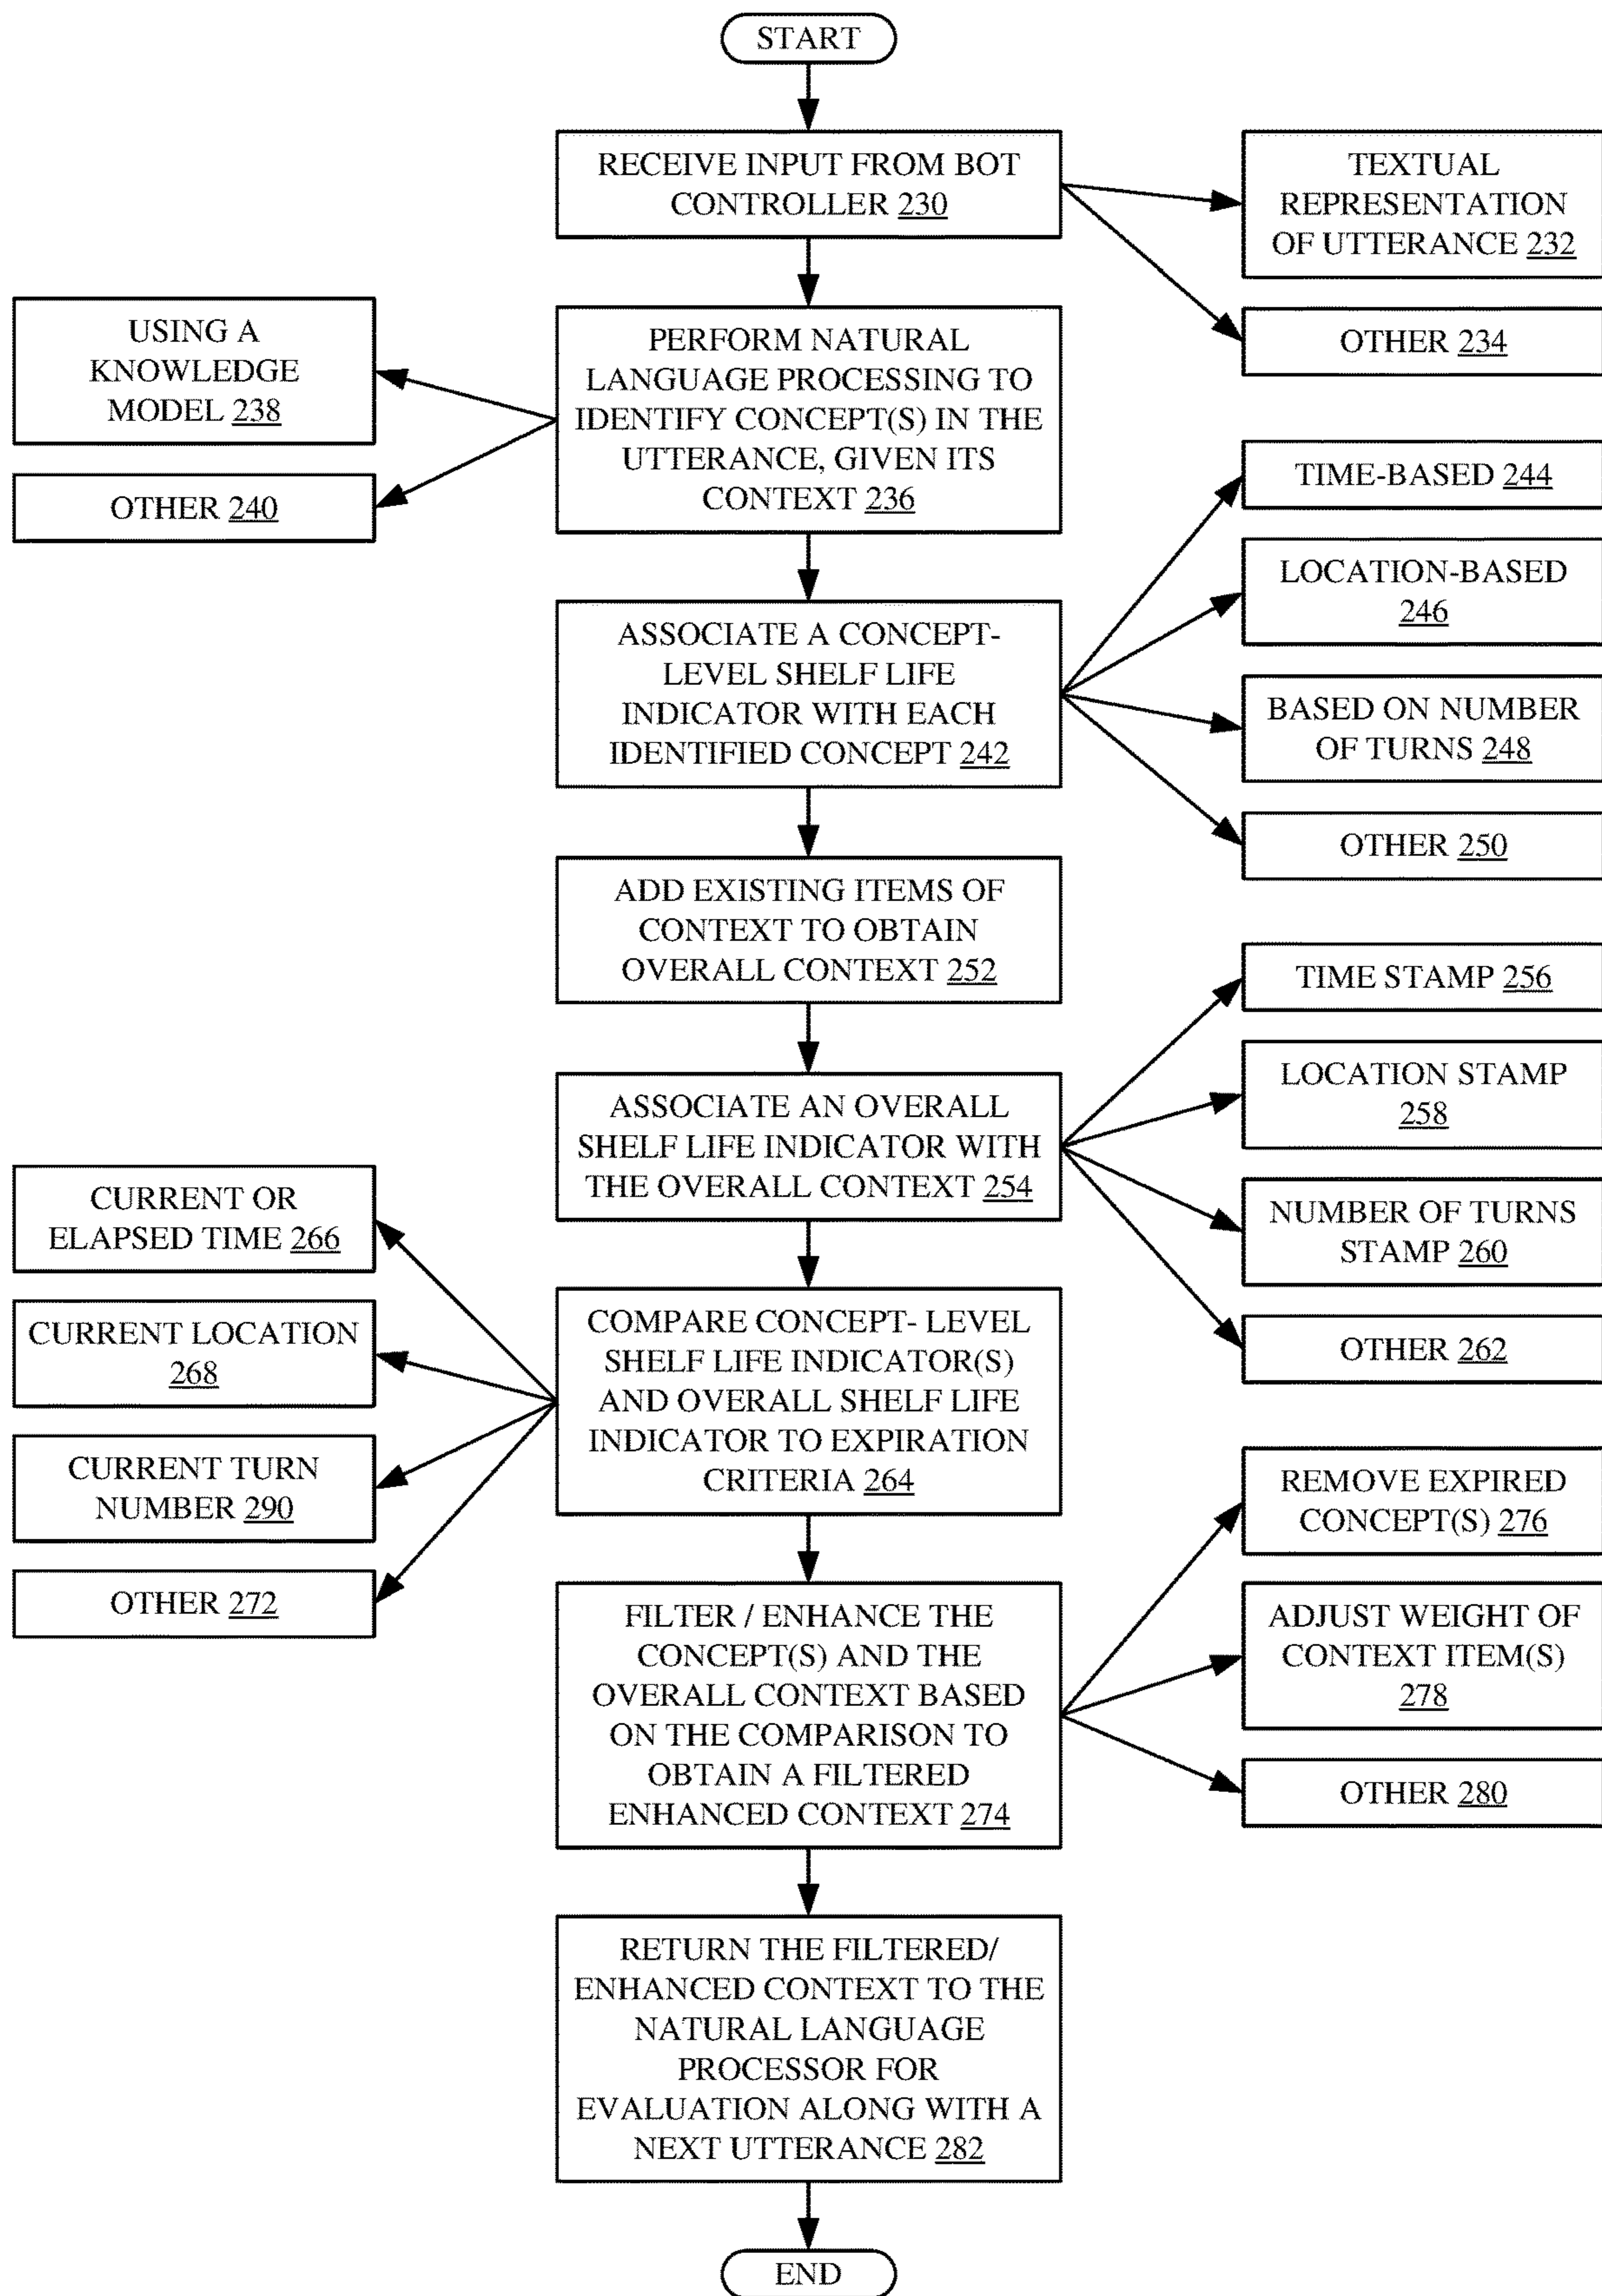 START
RECEIVE INPUT FROM BOT
CONTROLLER 230
TEXTUAL
REPRESENTATION
OF UTTERANCE 232
OTHER 234
PERFORM NATURAL
LANGUAGE PROCESSING TO
IDENTIFY CONCEPT(S) IN THE
UTTERANCE, GIVEN ITS
CONTEXT 236
USING A
KNOWLEDGE
MODEL 238
OTHER 240
ASSOCIATE A CONCEPT-
LEVEL SHELF LIFE
INDICATOR WITH EACH
IDENTIFIED CONCEPT 242
TIME-BASED 244
LOCATION-BASED
246
BASED ON NUMBER
OF TURNS 248
OTHER 250
ADD EXISTING ITEMS OF
CONTEXT TO OBTAIN
OVERALL CONTEXT 252
ASSOCIATE AN OVERALL
SHELF LIFE INDICATOR WITH
THE OVERALL CONTEXT 254
TIME STAMP 256
LOCATION STAMP
258
NUMBER OF TURNS
STAMP 260
OTHER 262
COMPARE CONCEPT- LEVEL
SHELF LIFE INDICATOR(S)
AND OVERALL SHELF LIFE
INDICATOR TO EXPIRATION
CRITERIA 264
CURRENT OR
ELAPSED TIME 266
CURRENT LOCATION
268
CURRENT TURN
NUMBER 290
OTHER 272
FILTER / ENHANCE THE
CONCEPT(S) AND THE
OVERALL CONTEXT BASED
ON THE COMPARISON TO
OBTAIN A FILTERED
ENHANCED CONTEXT 274
REMOVE EXPIRED
CONCEPT(S) 276
ADJUST WEIGHT OF
CONTEXT ITEM(S)
278
OTHER 280
RETURN THE FILTERED/
ENHANCED CONTEXT TO THE
NATURAL LANGUAGE
PROCESSOR FOR
EVALUATION ALONG WITH A
NEXT UTTERANCE 282
END